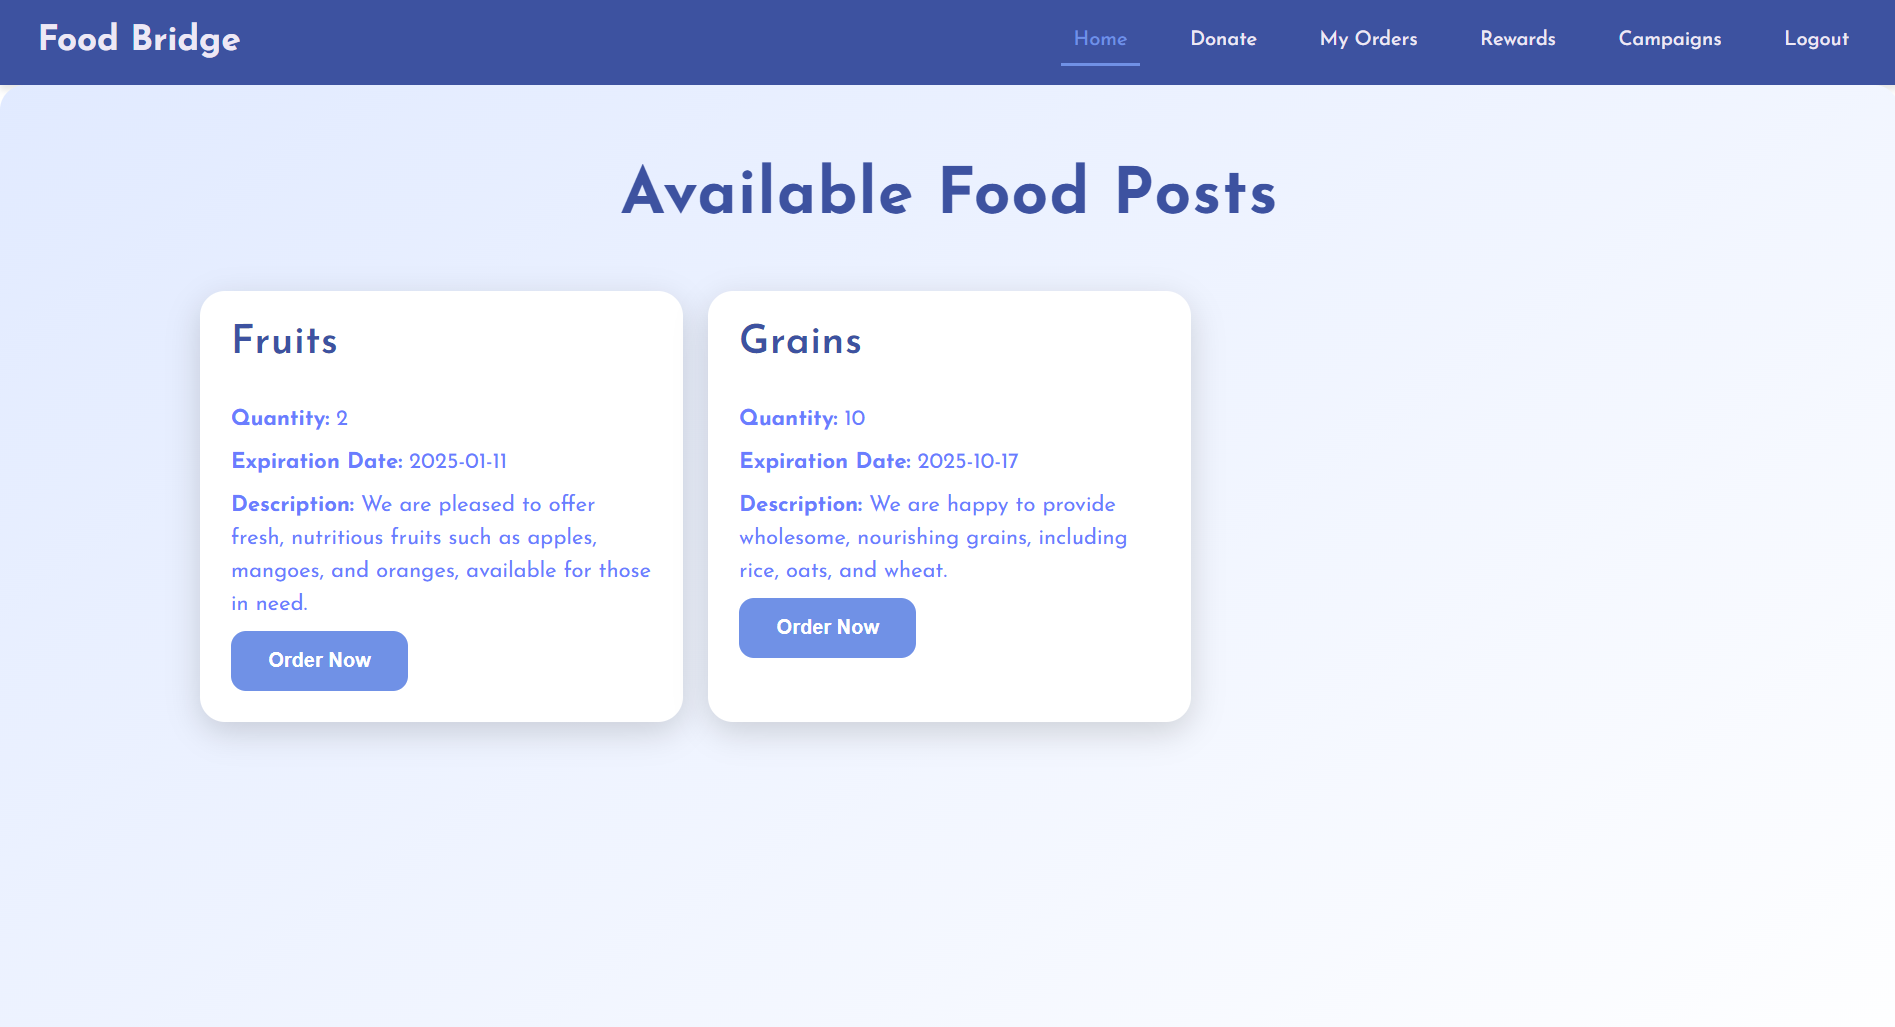 Food Bridge
Home
Donate
My Orders
Rewards
Campaigns
Logout
Available Food Posts
Fruits
Quantity: 2
Expiration Date: 2025-01-11
Description: We are pleased to offer
fresh, nutritious fruits such as apples,
mangoes, and oranges, available for those
in need.
Order Now
Grains
Quantity: 10
Expiration Date: 2025-10-17
Description: We are happy to provide
wholesome, nourishing grains, including
rice, oats, and wheat.
Order Now